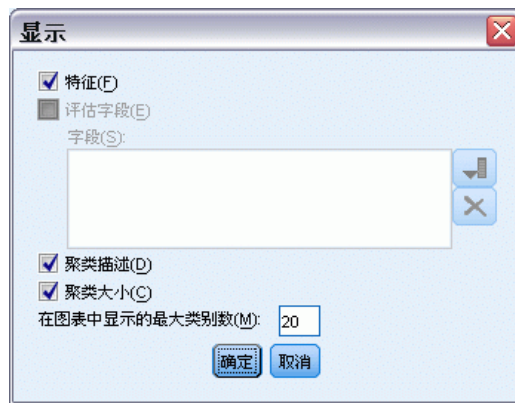 显示
特征(F)
评估字段(E)
字段(S):
聚类描述(D)
聚类大小(C)
在图表中显示的最大类别数(M): 20
确定 取消